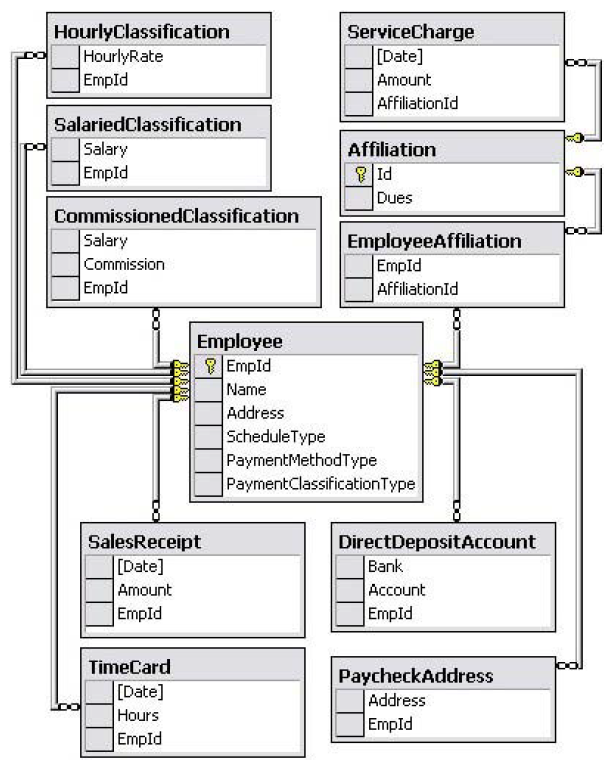 HourlyClassification
HourlyRate
EmpId
SalariedClassification
Salary
EmpId
CommissionedClassification
Salary
Commission
EmpId
ServiceCharge
[Date]
Amount
AffiliationId
Affiliation
Id
Dues
EmployeeAffiliation
EmpId
AffiliationId
Employee
EmpId
Name
Address
ScheduleType
PaymentMethodType
PaymentClassificationType
SalesReceipt
[Date]
Amount
EmpId
TimeCard
[Date]
Hours
EmpId
DirectDepositAccount
Bank
Account
EmpId
PaycheckAddress
Address
EmpId